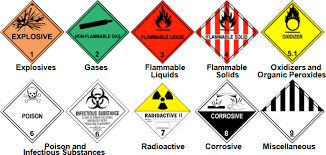 EXPLOSIVE
1
Explosives
NON-FLAMMABLE GAS
2
Gases
FLAMMABLE LIQUID
3
Flammable
Liquids
FLAMMABLE SOLID
4
Flammable
Solids
OXIDIZER
5.1
Oxidizers and
Organic Peroxides
POISON
6
INFECTIOUS SUBSTANCE
6
Poison and
Infectious Substances
RADIOACTIVE II
7
Radioactive
CORROSIVE
8
Corrosive
9
Miscellaneous